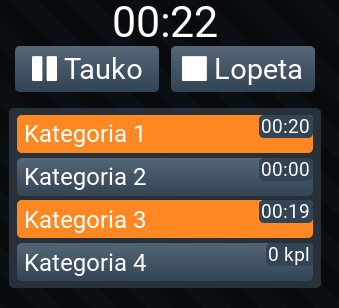 00:22
Tauko Lopeta
Kategoria 1 00:20
Kategoria 2 00:00
Kategoria 3 00:19
Kategoria 4 0 kpl